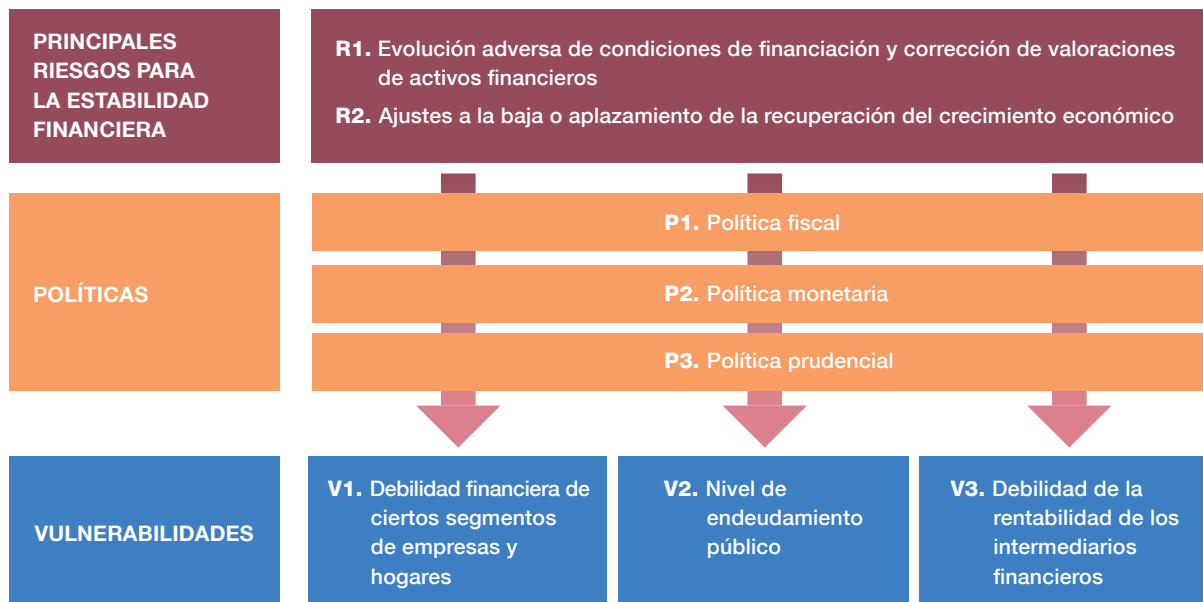 PRINCIPALES
RIESGOS PARA
LA ESTABILIDAD
FINANCIERA
R1. Evolución adversa de condiciones de financiación y corrección de valoraciones
de activos financieros
R2. Ajustes a la baja o aplazamiento de la recuperación del crecimiento económico
POLÍTICAS
P1. Política fiscal
P2. Política monetaria
P3. Política prudencial
VULNERABILIDADES
V1. Debilidad financiera de
ciertos segmentos
de empresas y
hogares
V2. Nivel de
endeudamiento
público
V3. Debilidad de la
rentabilidad de los
intermediarios
financieros